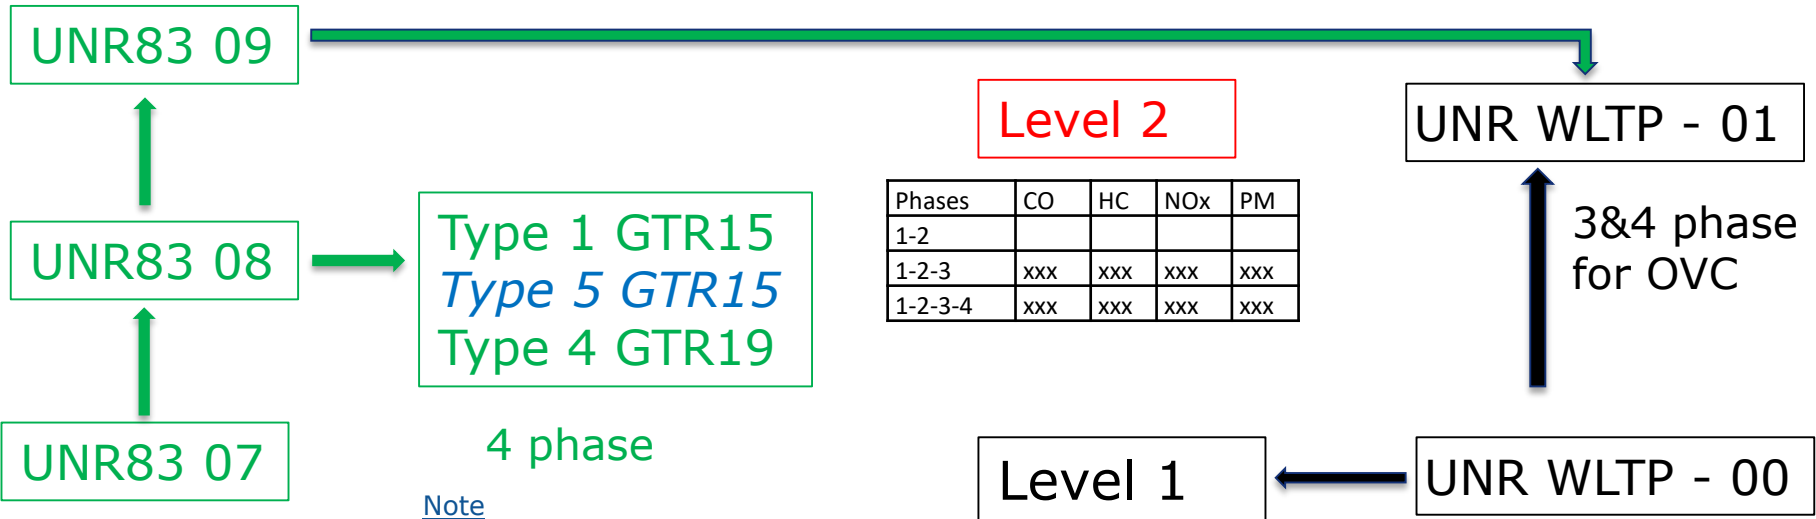 UNR83 09
Level 2
UNR WLTP - 01
Phases CO HC NOx PM
1-2
1-2-3 xxx xxx xxx xxx
1-2-3-4 xxx xxx xxx xxx
3&4 phase
for OVC
UNR83 08
Type 1 GTR15
Type 5 GTR15
Type 4 GTR19
UNR83 07
4 phase
Note
Level 1
UNR WLTP - 00